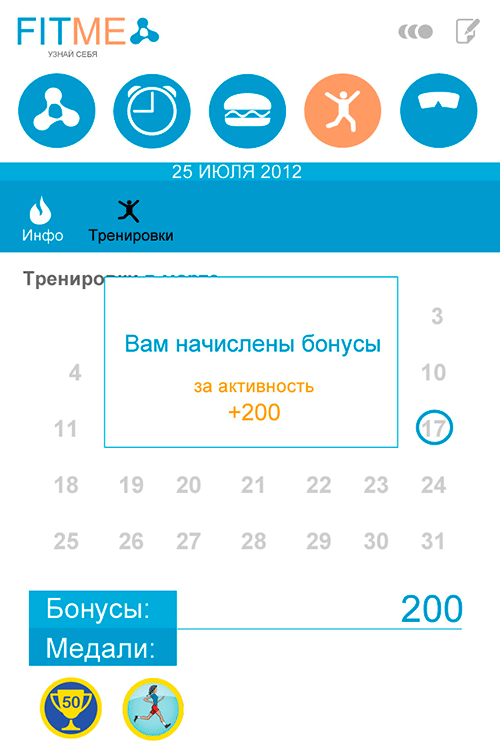 FITME
УЗНАЙ СЕБЯ
25 ИЮЛЯ 2012
Инфо Тренировки
Тренировки в марте
3
Вам начислены бонусы
4 10
за активность
+200
11 17
18 19 20 21 22 23 24
25 26 27 28 29 30 31
Бонусы: 200
Медали:
50